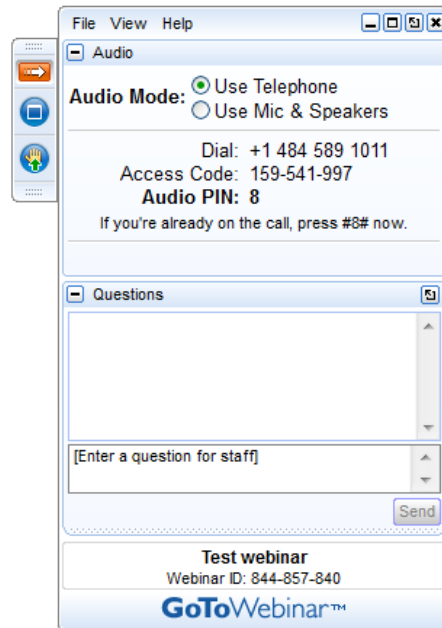 File View Help
Audio
Audio Mode: Use Telephone
Use Mic & Speakers
Dial: +1 484 589 1011
Access Code: 159-541-997
Audio PIN: 8
If you're already on the call, press #8# now.
Questions
[Enter a question for staff]
Send
Test webinar
Webinar ID: 844-857-840
GoToWebinar™